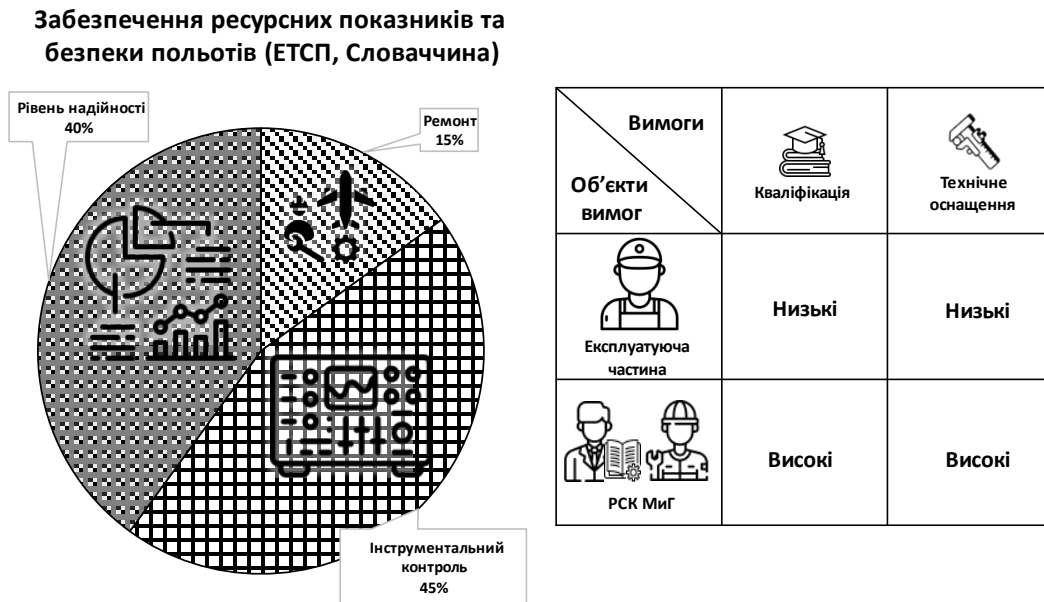 Забезпечення ресурсних показників та
безпеки польотів (ЕТСП, Словаччина)
Рівень надійності
40%
Ремонт
15%
Інструментальний
контроль
45%
Вимоги
Об’єкти
вимог
Кваліфікація
Технічне
оснащення
Експлуатуюча
частина
Низькі
Низькі
РСК МиГ
Високі
Високі